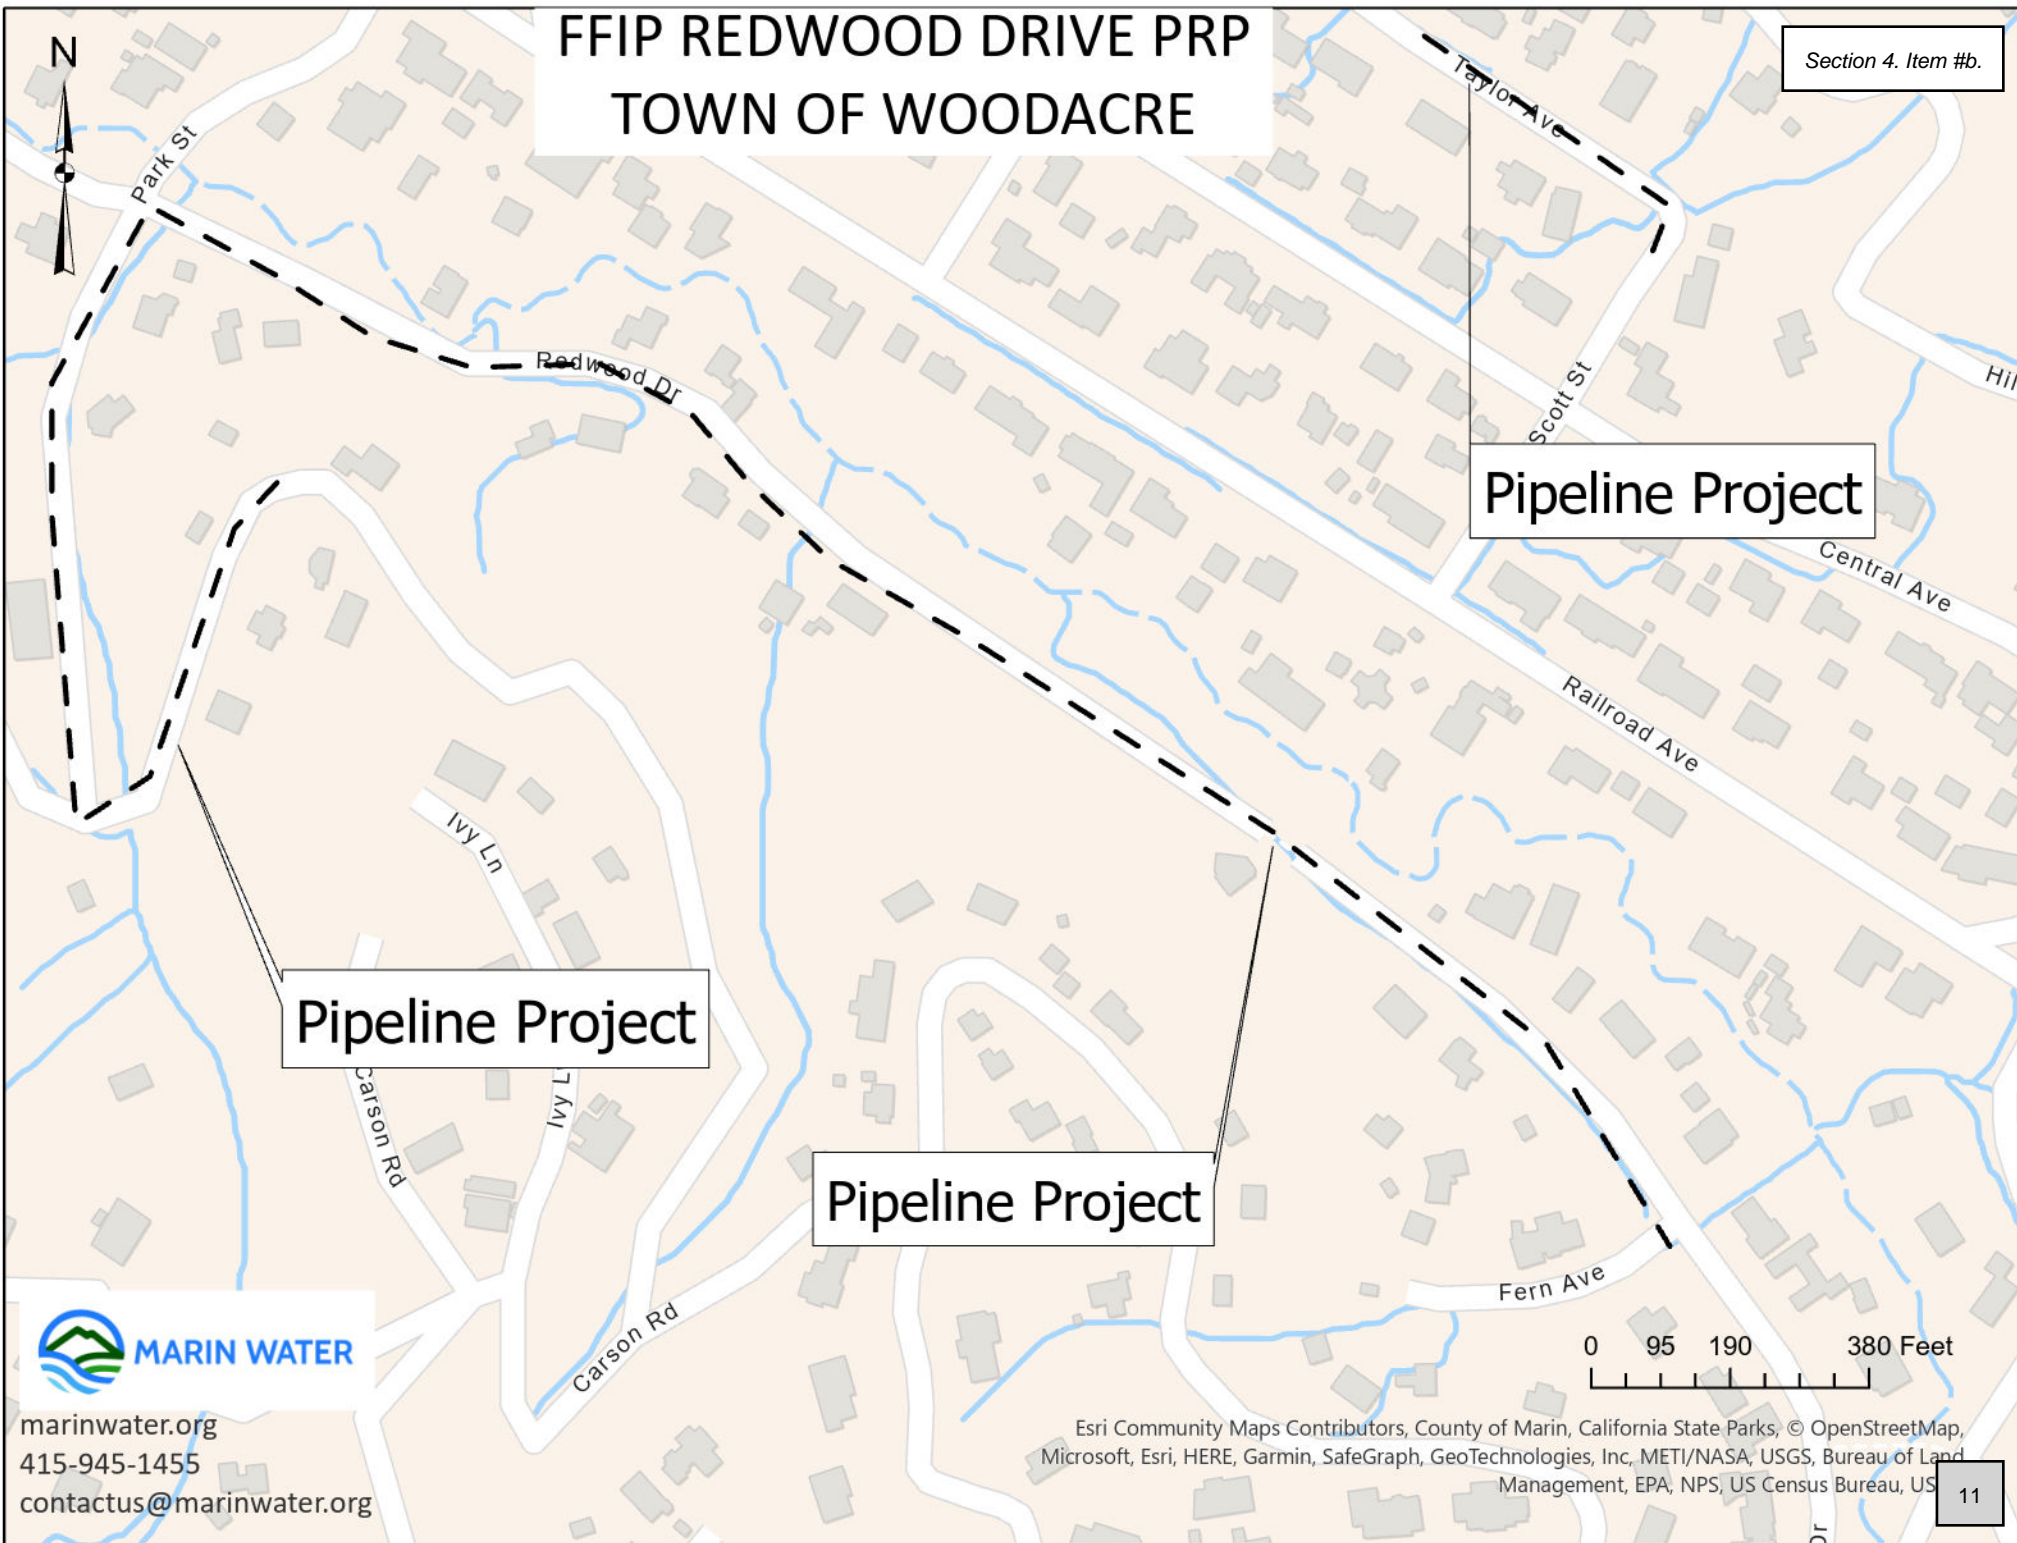 FFIP REDWOOD DRIVE PRP
TOWN OF WOODACRE
Section 4. Item #b.
N
Park St
Taylor Ave
Redwood Dr
Scott St
Hil
Pipeline Project
Central Ave
Railroad Ave
Ivy Ln
Pipeline Project
Carson Rd
Ivy L
Pipeline Project
Fern Ave
Carson Rd
0 95 190 380 Feet
MARIN WATER
marinwater.org
415-945-1455
contactus@marinwater.org
Esri Community Maps Contributors, County of Marin, California State Parks, © OpenStreetMap,
Microsoft, Esri, HERE, Garmin, SafeGraph, GeoTechnologies, Inc, METI/NASA, USGS, Bureau of Land
Management, EPA, NPS, US Census Bureau, US
11
Dr